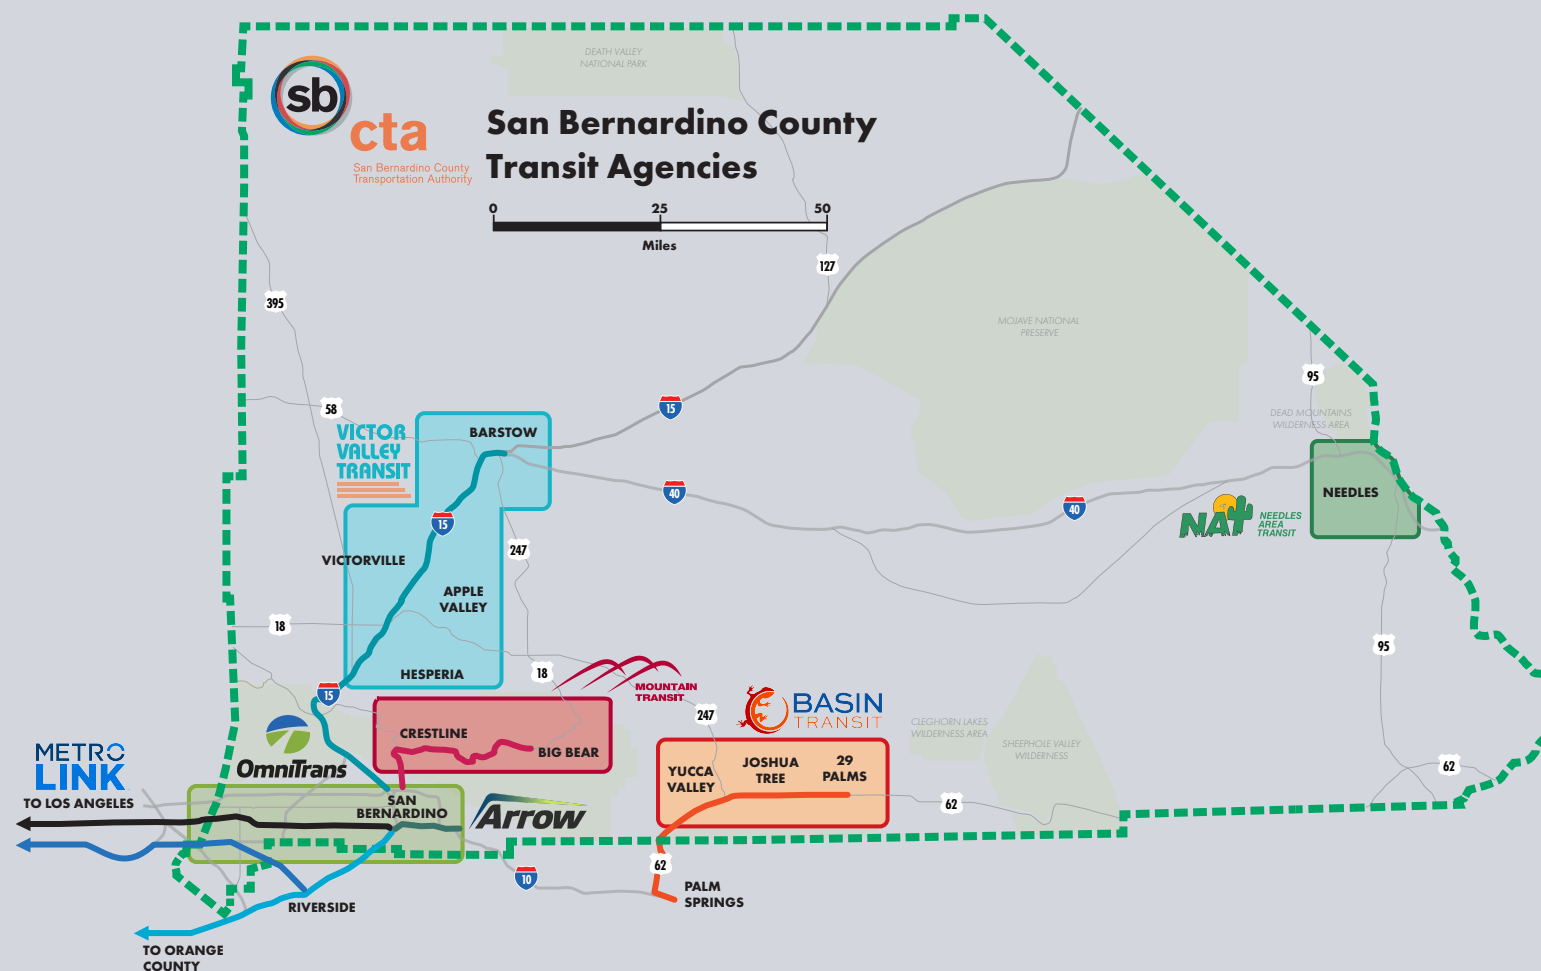 DEATH VALLEY
NATIONAL PARK
sb
cta
San Bernardino County
Transportation Authority
San Bernardino County
Transit Agencies
0 25 50
Miles
127
395
MOJAVE NATIONAL
PRESERVE
95
58
15
DEAD MOUNTAINS
WILDERNESS AREA
VICTOR
VALLEY
TRANSIT
BARSTOW
40
40
NEEDLES
NAT
NEEDLES
AREA
TRANSIT
15
247
VICTORVILLE
APPLE
VALLEY
18
95
HESPERIA
18
15
MOUNTAIN
TRANSIT
247
BASIN
TRANSIT
CLEGHORN LAKES
WILDERNESS AREA
SHEEPHOLE VALLEY
WILDERNESS
CRESTLINE
BIG BEAR
METRO
LINK
TO LOS ANGELES
OmniTrans
YUCCA
VALLEY
JOSHUA
TREE
29
PALMS
62
62
SAN
BERNARDINO
Arrow
62
10
PALM
SPRINGS
RIVERSIDE
TO ORANGE
COUNTY